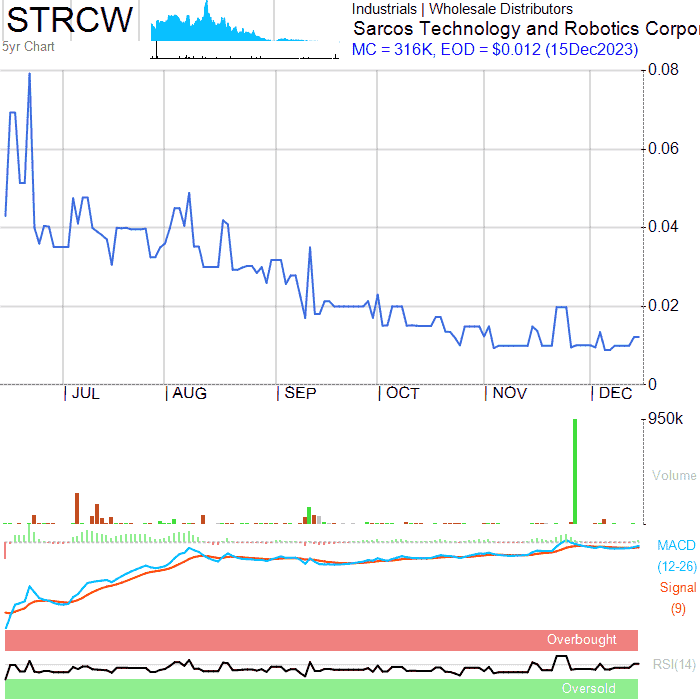 STRCW
5yr Chart
Industrials | Wholesale Distributors
Sarcos Technology and Robotics Corpor
MC = 316K, EOD = $0.012 (15Dec2023)
0.08
0.06
0.04
0.02
0
JUL AUG SEP OCT NOV DEC
950k
Volume
MACD
(12-26)
Signal
(9)
Overbought
RSI(14)
Oversold